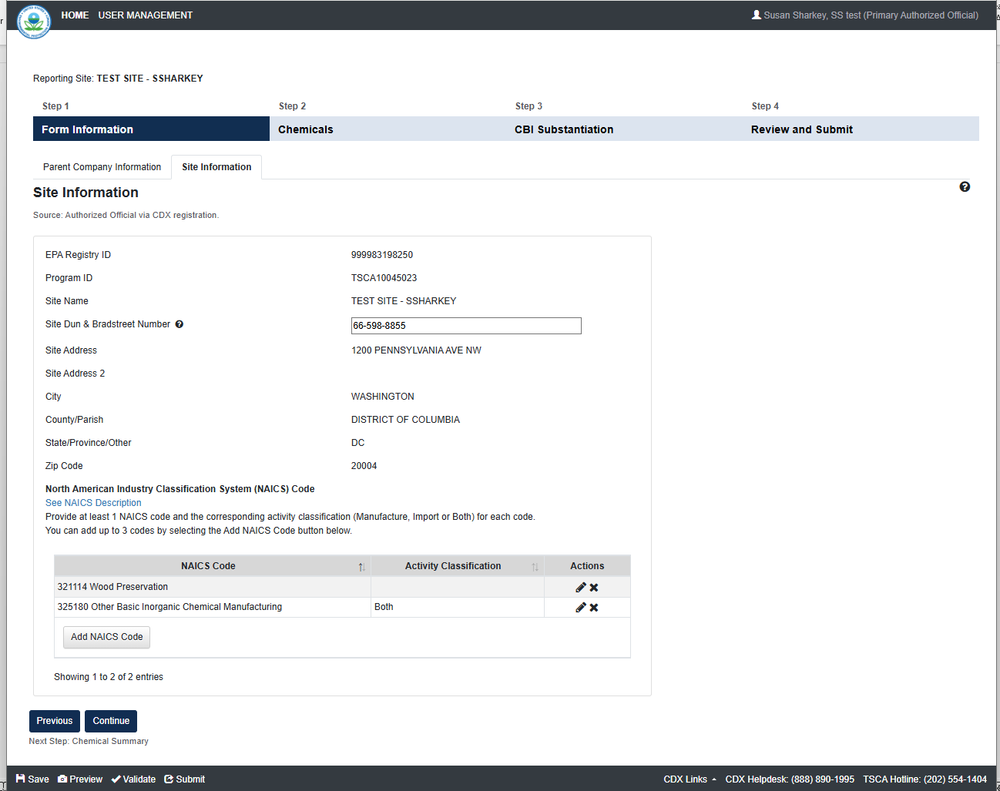 HOME USER MANAGEMENT Susan Sharkey, SS test (Primary Authorized Official)
Reporting Site: TEST SITE - SSHARKEY
Step 1 Step 2 Step 3 Step 4
Form Information Chemicals CBI Substantiation Review and Submit
Parent Company Information Site Information
Site Information
Source: Authorized Official via CDX registration.
EPA Registry ID 999983198250
Program ID TSCA10045023
Site Name TEST SITE - SSHARKEY
Site Dun & Bradstreet Number 66-598-8855
Site Address 1200 PENNSYLVANIA AVE NW
Site Address 2
City WASHINGTON
County/Parish DISTRICT OF COLUMBIA
State/Province/Other DC
Zip Code 20004
North American Industry Classification System (NAICS) Code
See NAICS Description
Provide at least 1 NAICS code and the corresponding activity classification (Manufacture, Import or Both) for each code.
You can add up to 3 codes by selecting the Add NAICS Code button below.
NAICS Code Activity Classification Actions
321114 Wood Preservation
325180 Other Basic Inorganic Chemical Manufacturing Both
Add NAICS Code
Showing 1 to 2 of 2 entries
Previous Continue
Next Step: Chemical Summary
Save Preview Validate Submit CDX Links CDX Helpdesk: (888) 890-1995 TSCA Hotline: (202) 554-1404